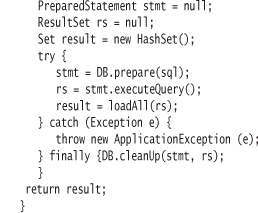 PreparedStatement stmt = null;
ResultSet rs = null;
Set result = new HashSet();
try {
stmt = DB.prepare(sql);
rs = stmt.executeQuery();
result = loadAll(rs);
} catch (Exception e) {
throw new ApplicationException (e);
} finally {DB.cleanUp(stmt, rs);
}
return result;
}